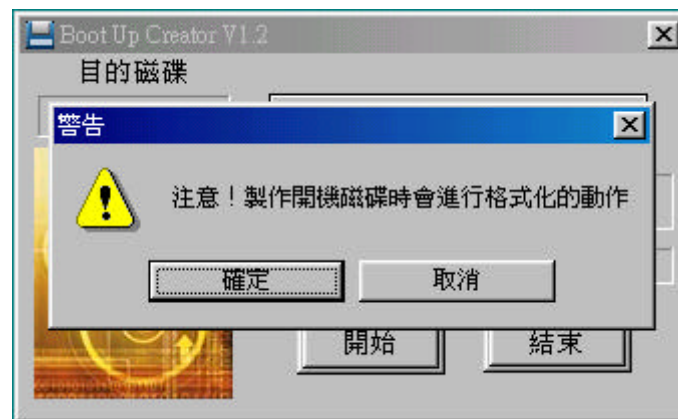 Boot Up Creator V1.2
目的磁碟
警告
注意！製作開機磁碟時會進行格式化的動作
確定
取消
開始
結束